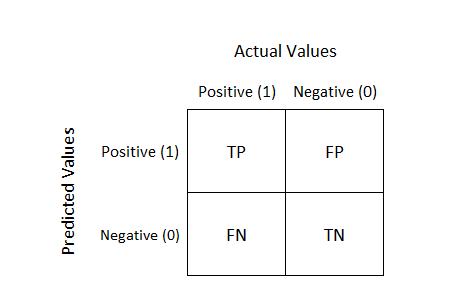 Actual Values
Positive (1) Negative (0)
Predicted Values
Positive (1) TP FP
Negative (0) FN TN